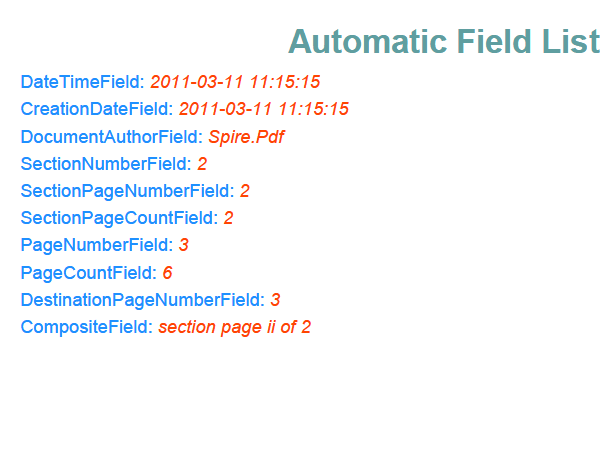 Automatic Field List
DateTimeField: 2011-03-11 11:15:15
CreationDateField: 2011-03-11 11:15:15
DocumentAuthorField: Spire.Pdf
SectionNumberField: 2
SectionPageNumberField: 2
SectionPageCountField: 2
PageNumberField: 3
PageCountField: 6
DestinationPageNumberField: 3
CompositeField: section page ii of 2